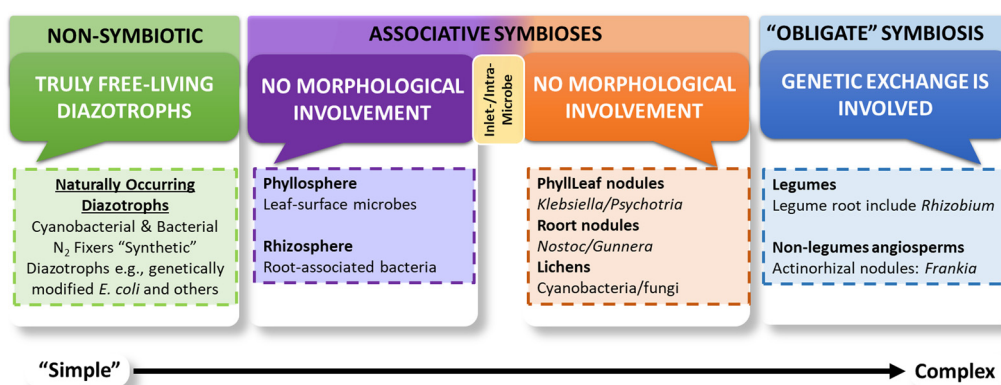 NON-SYMBIOTIC
TRULY FREE-LIVING
DIAZOTROPHS
Naturally Occurring
Diazotrophs
Cyanobacterial & Bacterial
N₂ Fixers “Synthetic”
Diazotrophs e.g., genetically
modified E. coli and others
ASSOCIATIVE SYMBIOSES
NO MORPHOLOGICAL
INVOLVEMENT
Phyllosphere
Leaf-surface microbes
Rhizosphere
Root-associated bacteria
Inlet-/Intra-
Microbe
NO MORPHOLOGICAL
INVOLVEMENT
PhyllLeaf nodules
Klebsiella/Psychotria
Roort nodules
Nostoc/Gunnera
Lichens
Cyanobacteria/fungi
“OBLIGATE” SYMBIOSIS
GENETIC EXCHANGE IS
INVOLVED
Legumes
Legume root include Rhizobium
Non-legumes angiosperms
Actinorhizal nodules: Frankia
“Simple”
Complex